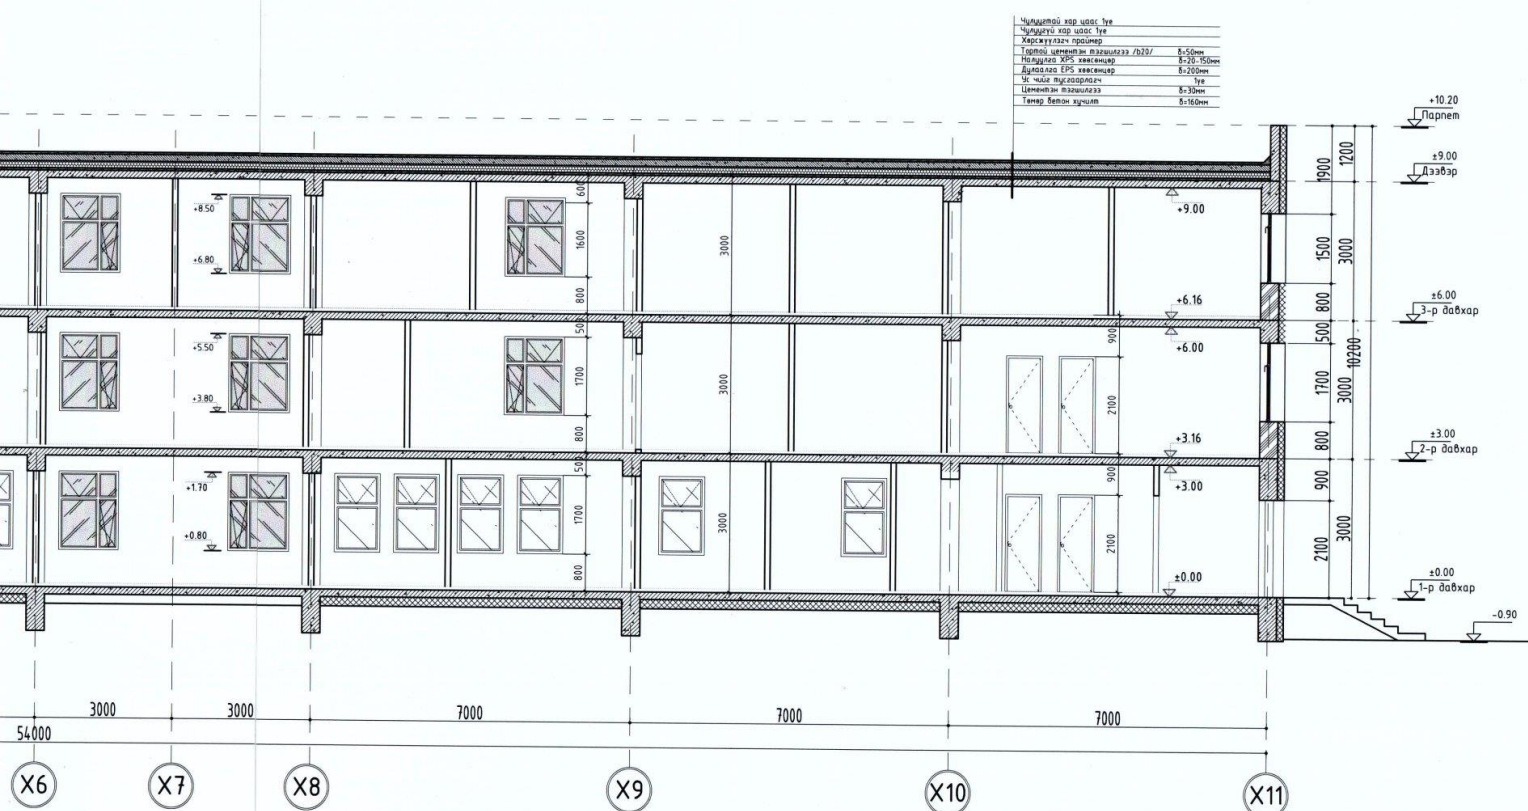 Чулуутай хар цаас 1үе
Чулуугүй хар цаас 1үе
Хөрсжүүлэгч праймер
Тортой цементэн тэгшилгээ /b20/ δ=50мм
Налуулга XPS хөөсөнцөр δ=20-150мм
Дулаалга EPS хөөсөнцөр δ=200мм
Ус чийг тусгаарлагч 1үе
Цементэн тэгшилгээ δ=30мм
Төмөр бетон хучилт δ=160мм
+10.20
Парпет
±9.00
Дээвэр
1900
1200
600
+8.50
+9.00
1600
3000
1500
3000
+6.80
800
+6.16
800
±6.00
3-р давхар
500
900
+6.00
500
+5.50
10200
1700
3000
1700
3000
+3.80
2100
800
+3.16
800
±3.00
2-р давхар
500
900
+3.00
900
+1.70
1700
3000
2100
3000
+0.80
2100
800
±0.00
±0.00
1-р давхар
-0.90
3000
3000
7000
7000
7000
54000
X6
X7
X8
X9
X10
X11